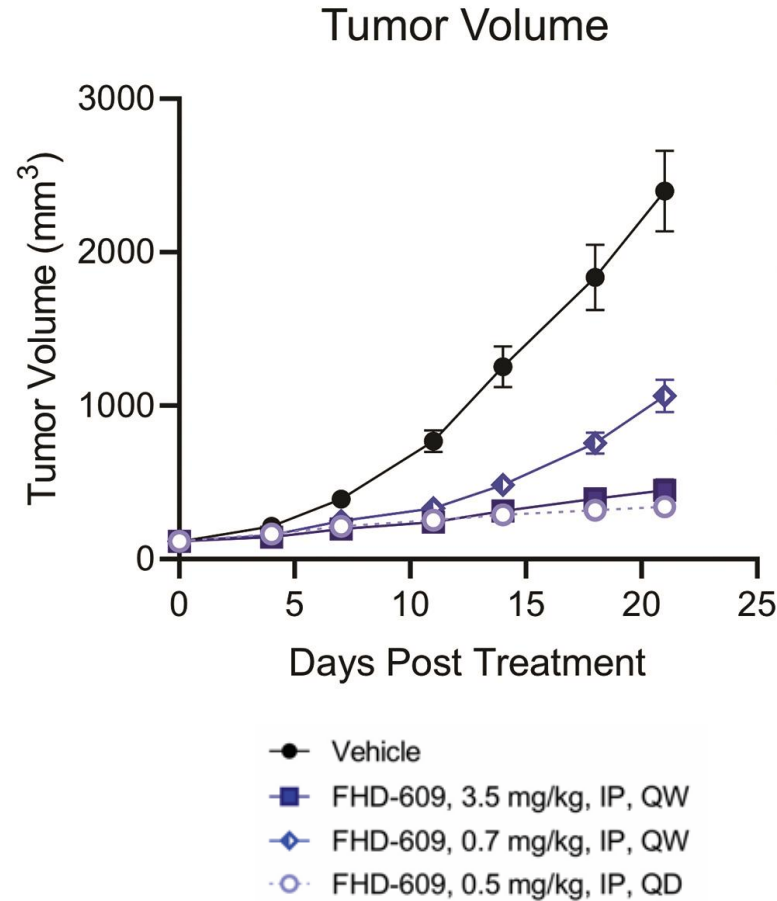 Tumor Volume
Tumor Volume (mm³)
3000
2000
1000
0
0 5 10 15 20 25
Days Post Treatment
Vehicle
FHD-609, 3.5 mg/kg, IP, QW
FHD-609, 0.7 mg/kg, IP, QW
FHD-609, 0.5 mg/kg, IP, QD